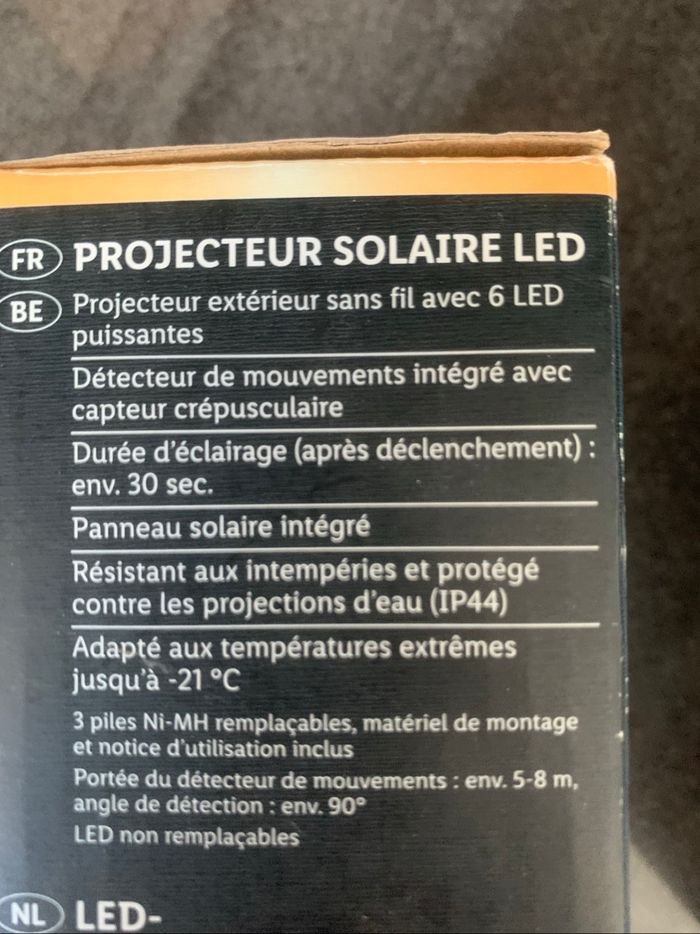 FR PROJECTEUR SOLAIRE LED
BE Projecteur extérieur sans fil avec 6 LED
puissantes
Détecteur de mouvements intégré avec
capteur crépusculaire
Durée d'éclairage (après déclenchement) :
env. 30 sec.
Panneau solaire intégré
Résistant aux intempéries et protégé
contre les projections d'eau (IP44)
Adapté aux températures extrêmes
jusqu'à -21 °C
3 piles Ni-MH remplaçables, matériel de montage
et notice d'utilisation inclus
Portée du détecteur de mouvements : env. 5-8 m,
angle de détection : env. 90°
LED non remplaçables
NL LED-